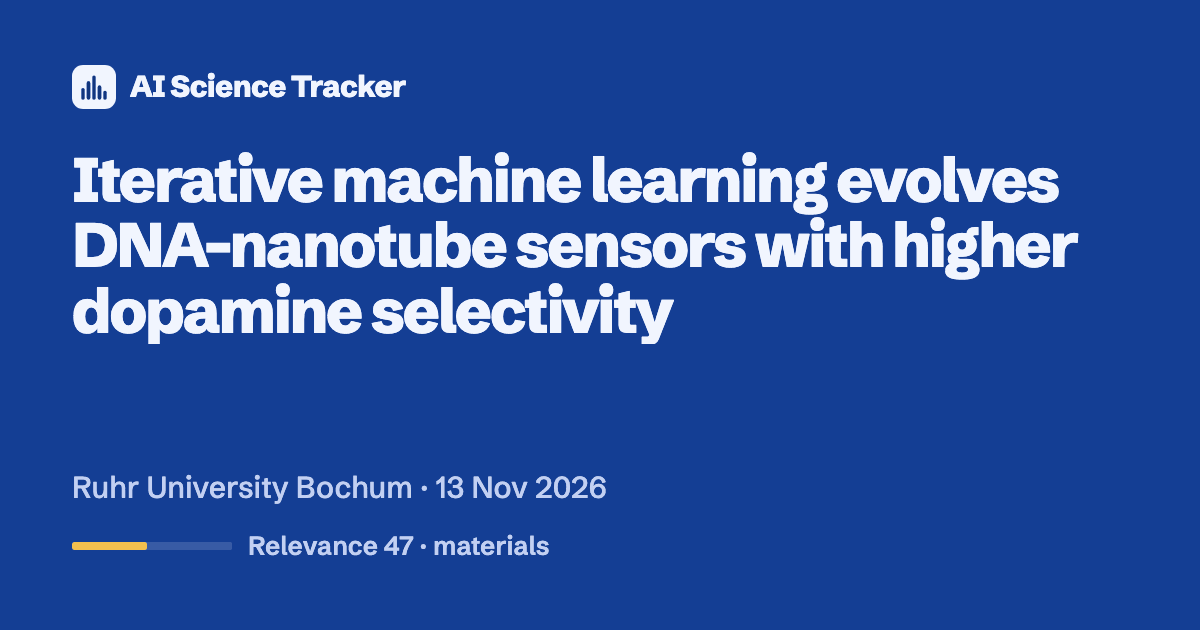 AI Science Tracker
Iterative machine learning evolves
DNA-nanotube sensors with higher
dopamine selectivity
Ruhr University Bochum · 13 Nov 2026
Relevance 47 · materials